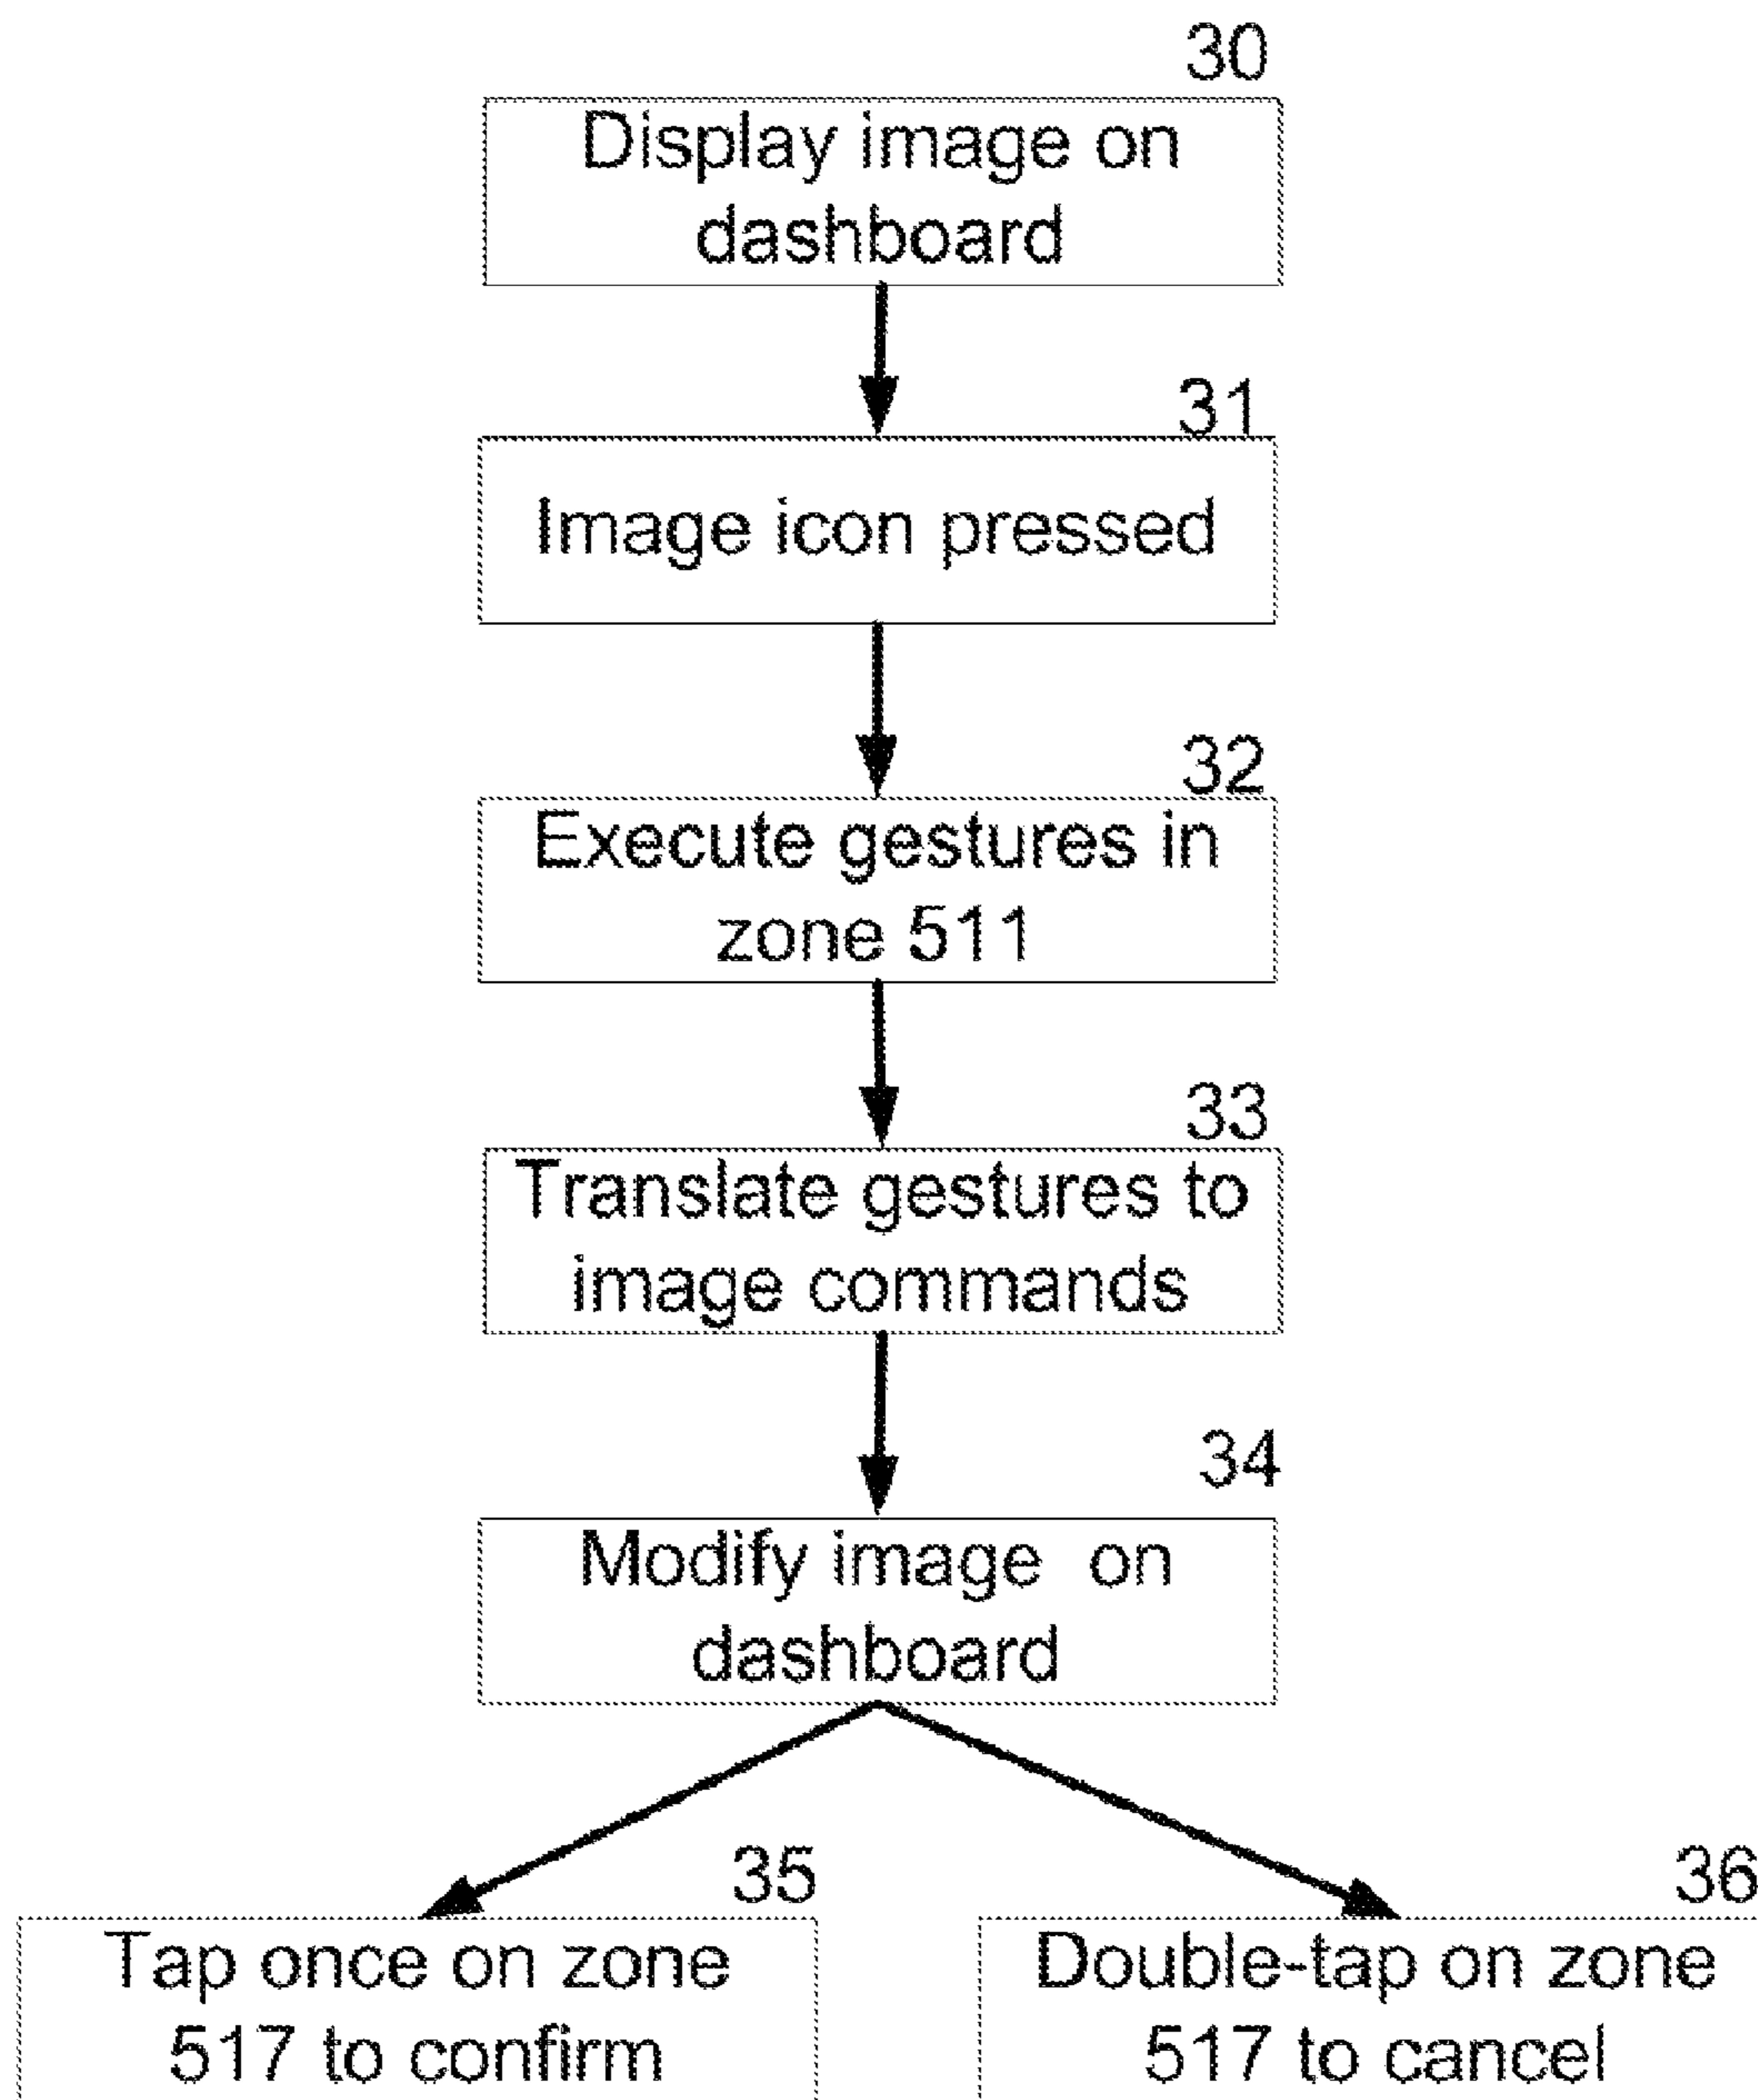 30
Display image on
dashboard
31
Image icon pressed
32
Execute gestures in
zone 511
33
Translate gestures to
image commands
34
Modify image on
dashboard
35
Tap once on zone
517 to confirm
36
Double-tap on zone
517 to cancel